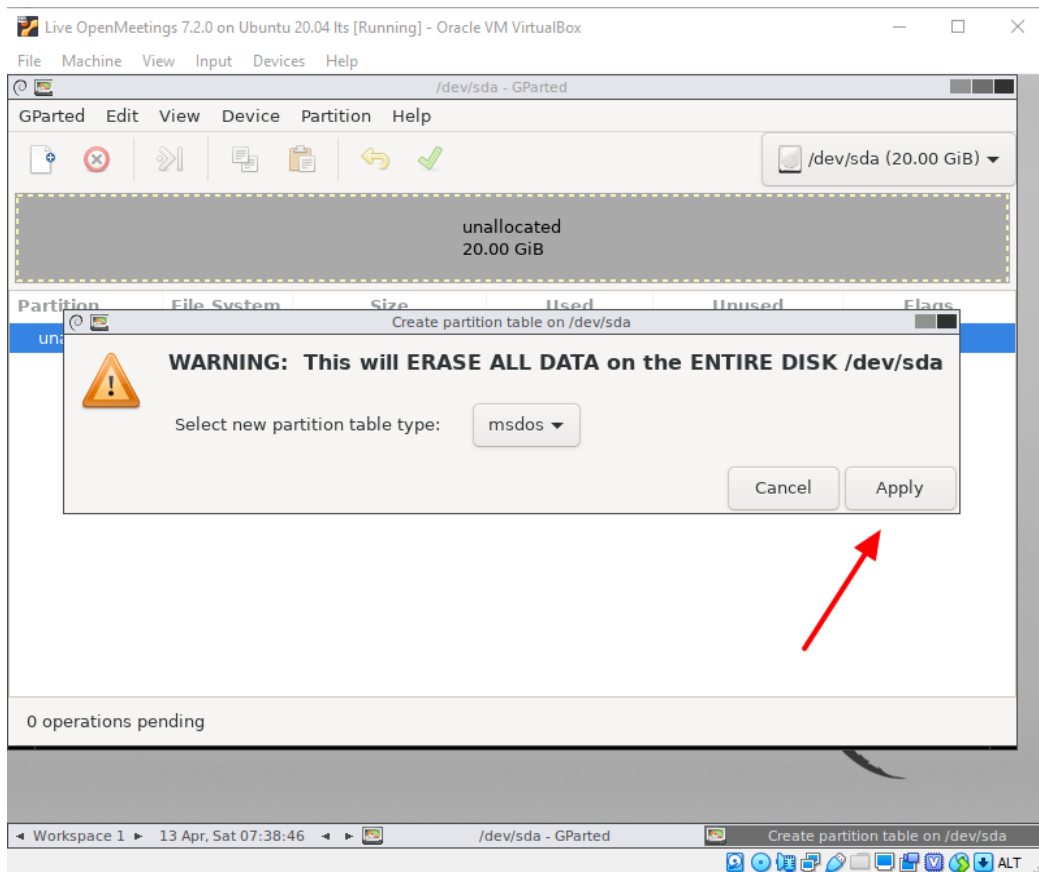 Live OpenMeetings 7.2.0 on Ubuntu 20.04 lts [Running] - Oracle VM VirtualBox
File Machine View Input Devices Help
/dev/sda - GParted
GParted Edit View Device Partition Help
/dev/sda (20.00 GiB)
unallocated
20.00 GiB
Partition File System Size Used Unused Flags
Create partition table on /dev/sda
WARNING: This will ERASE ALL DATA on the ENTIRE DISK /dev/sda
Select new partition table type: msdos
Cancel Apply
0 operations pending
Workspace 1 13 Apr, Sat 07:38:46 /dev/sda - GParted Create partition table on /dev/sda
ALT